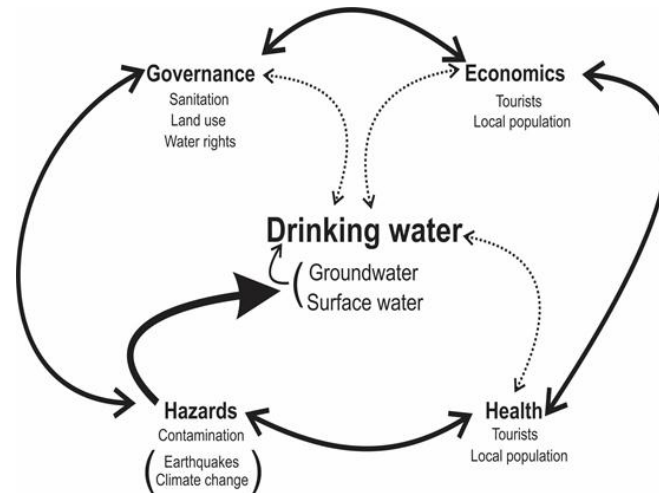 Governance
Sanitation
Land use
Water rights
Economics
Tourists
Local population
Drinking water
( Groundwater
Surface water
Hazards
Contamination
( Earthquakes
Climate change )
Health
Tourists
Local population